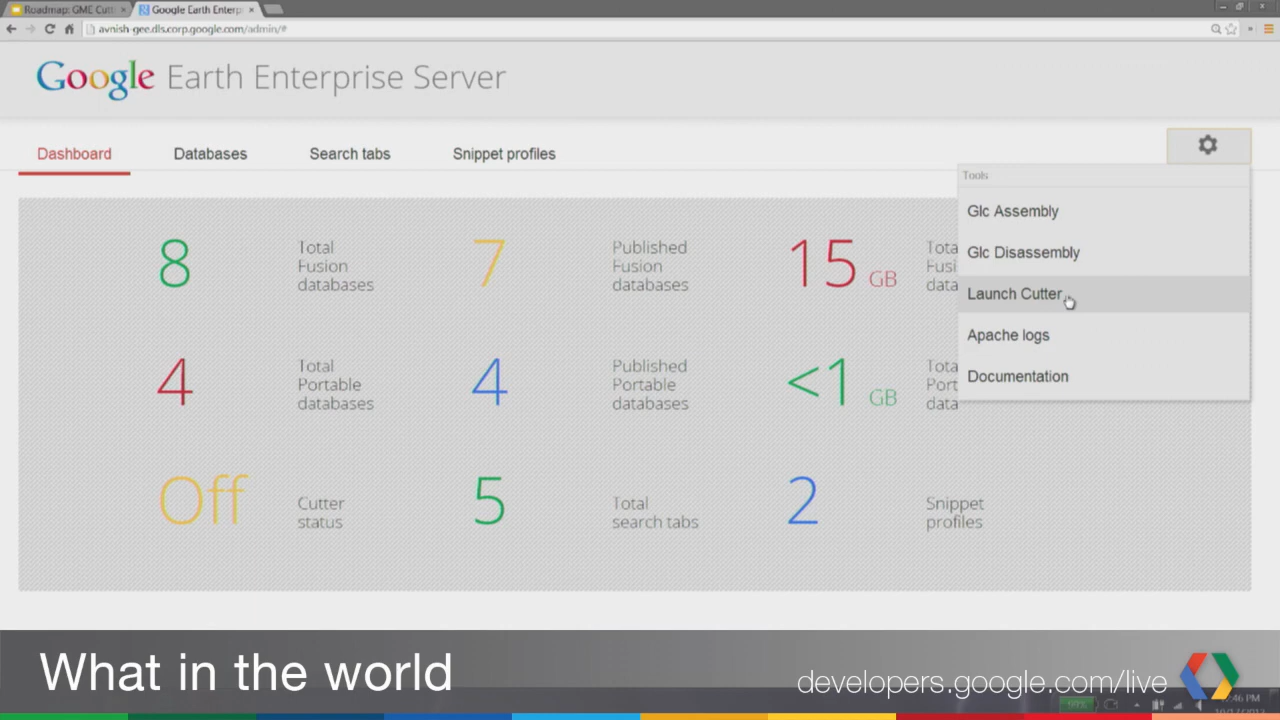 Roadmap: GME Cutt
Google Earth Enterp
avnish-gee.dls.corp.google.com/admin/#
Google Earth Enterprise Server
Dashboard
Databases
Search tabs
Snippet profiles
Tools
Glc Assembly
Glc Disassembly
Launch Cutter
Apache logs
Documentation
8
Total
Fusion
databases
7
Published
Fusion
databases
15 GB
Tota
Fusi
data
4
Total
Portable
databases
4
Published
Portable
databases
<1 GB
Tota
Port
data
Off
Cutter
status
5
Total
search tabs
2
Snippet
profiles
What in the world
developers.google.com/live
99%